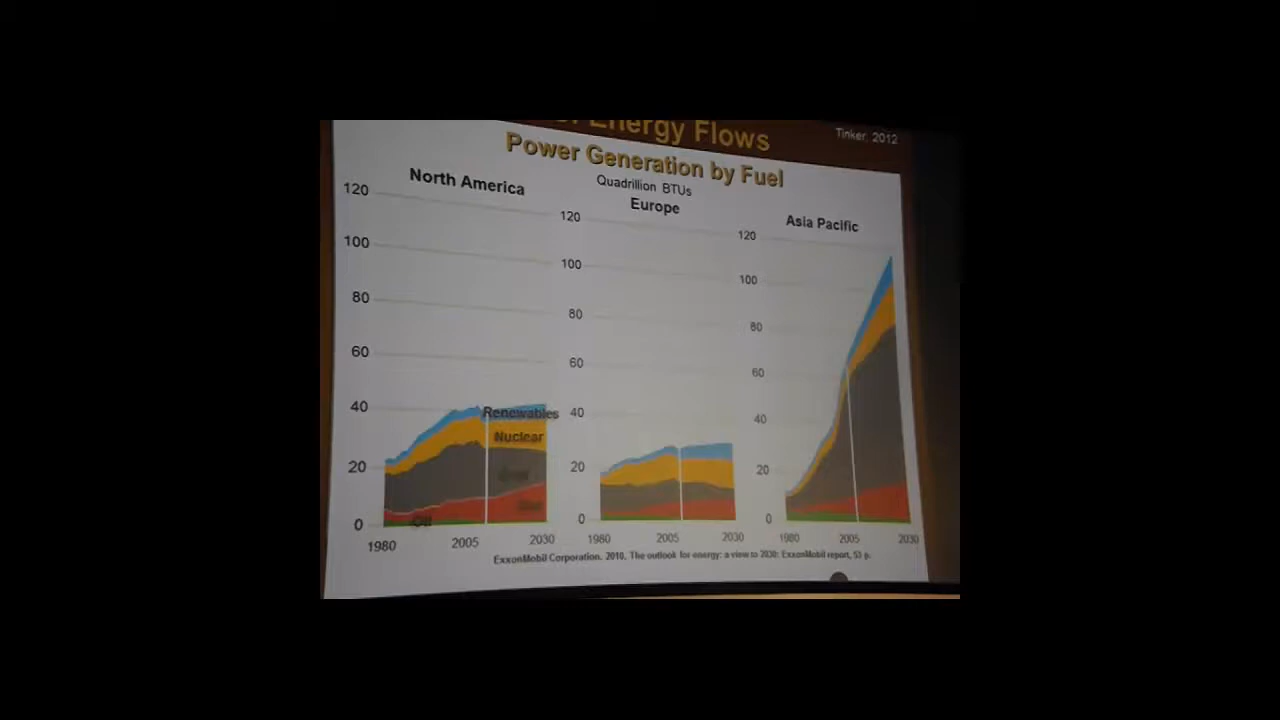 Energy Flows
Tinker, 2012
Power Generation by Fuel
Quadrillion BTUs
North America
Europe
Asia Pacific
120
100
80
60
40
20
0
Renewables
Nuclear
Oil
1980
2005
2030
120
100
80
60
40
20
0
1980
2005
2030
120
100
80
60
40
20
0
1980
2005
2030
ExxonMobil Corporation. 2010. The outlook for energy: a view to 2030: ExxonMobil report, 53 p.